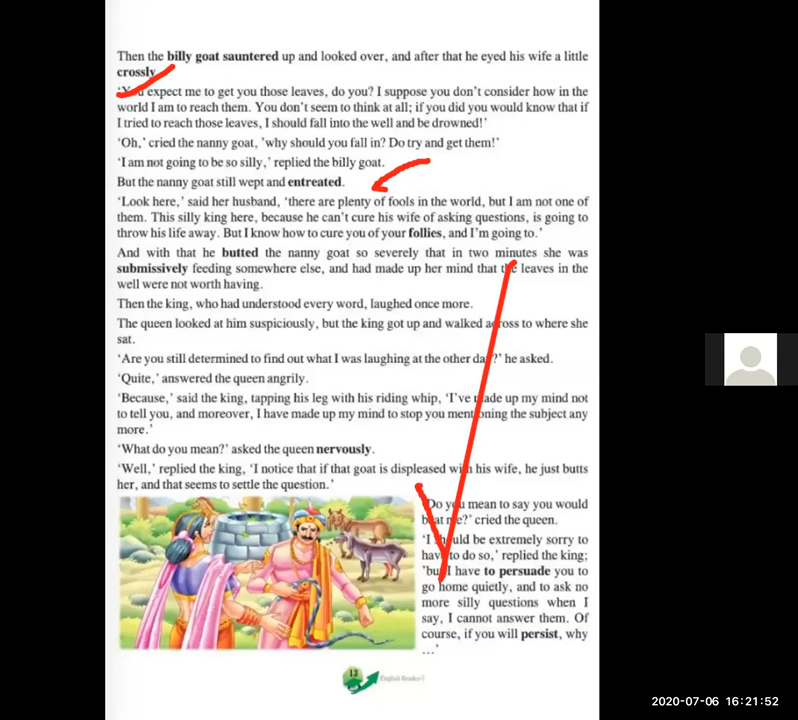 Then the billy goat sauntered up and looked over, and after that he eyed his wife a little
crossly.
‘You expect me to get you those leaves, do you? I suppose you don’t consider how in the
world I am to reach them. You don’t seem to think at all; if you did you would know that if
I tried to reach those leaves, I should fall into the well and be drowned!’
‘Oh,’ cried the nanny goat, ’why should you fall in? Do try and get them!’
‘I am not going to be so silly,’ replied the billy goat.
But the nanny goat still wept and entreated.
‘Look here,’ said her husband, ‘there are plenty of fools in the world, but I am not one of
them. This silly king here, because he can’t cure his wife of asking questions, is going to
throw his life away. But I know how to cure you of your follies, and I’m going to.’
And with that he butted the nanny goat so severely that in two minutes she was
submissively feeding somewhere else, and had made up her mind that the leaves in the
well were not worth having.
Then the king, who had understood every word, laughed once more.
The queen looked at him suspiciously, but the king got up and walked across to where she
sat.
‘Are you still determined to find out what I was laughing at the other day?’ he asked.
‘Quite,’ answered the queen angrily.
‘Because,’ said the king, tapping his leg with his riding whip, ‘I’ve made up my mind not
to tell you, and moreover, I have made up my mind to stop you mentioning the subject any
more.’
‘What do you mean?’ asked the queen nervously.
‘Well,’ replied the king, ‘I notice that if that goat is displeased with his wife, he just butts
her, and that seems to settle the question.’
‘Do you mean to say you would
beat me?’ cried the queen.
‘I should be extremely sorry to
have to do so,’ replied the king;
’but I have to persuade you to
go home quietly, and to ask no
more silly questions when I
say, I cannot answer them. Of
course, if you will persist, why
...’
13
English Reader-7
2020-07-06 16:21:52